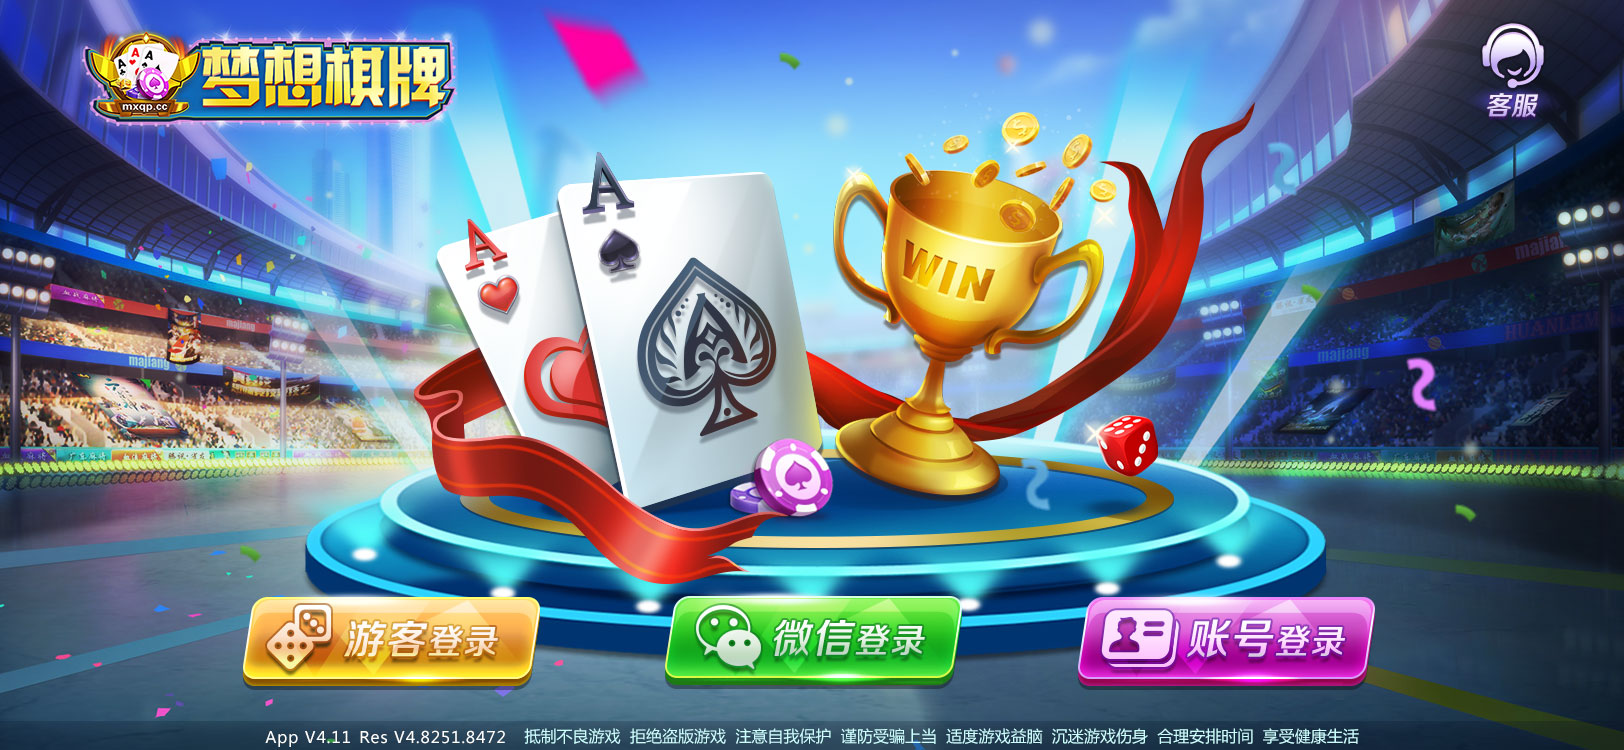 梦想棋牌
mxqp.cc
客服
A
A
A
WIN
majiang
majiang
majiang
HUANLEM
游客登录
微信登录
账号登录
App V4.11 Res V4.8251.8472 抵制不良游戏 拒绝盗版游戏 注意自我保护 谨防受骗上当 适度游戏益脑 沉迷游戏伤身 合理安排时间 享受健康生活